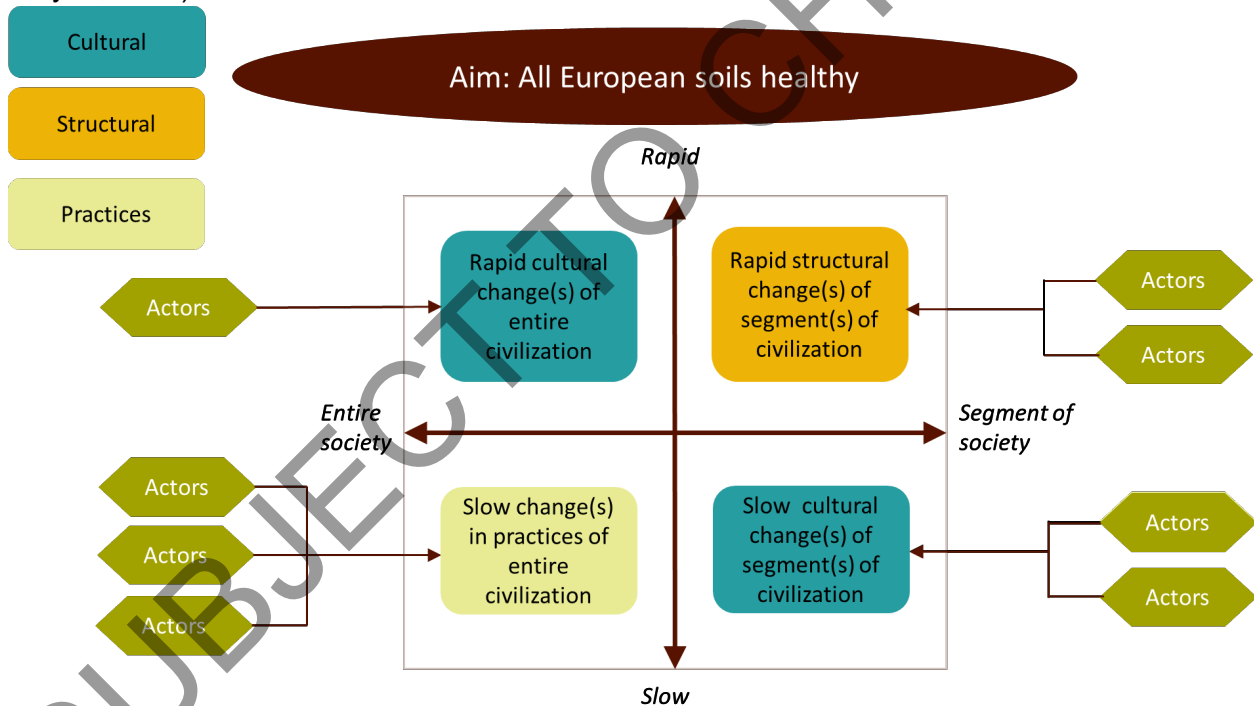 Cultural
Aim: All European soils healthy
Structural
Rapid
Practices
Rapid cultural
change(s) of
entire
civilization
Rapid structural
change(s) of
segment(s) of
civilization
Actors
Actors
Actors
Entire
society
Segment of
society
Actors
Actors
Actors
Slow change(s)
in practices of
entire
civilization
Slow cultural
change(s) of
segment(s) of
civilization
Actors
Actors
Slow
SUBJECT TO CH